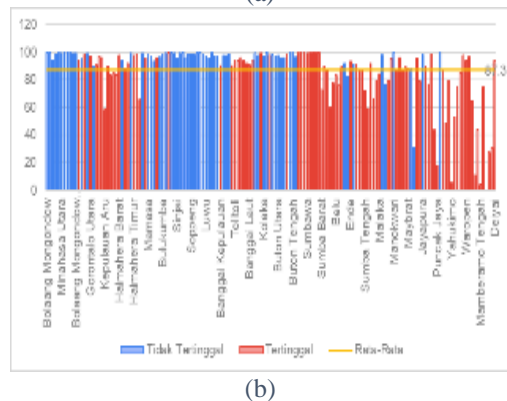 (a)
120
100
80
60
40
20
0
Bolaang Mongondow
Minahasa Utara
Bolaang Mongondow...
Gorontalo Utara
Kepulauan Aru
Halmahera Barat
Halmahera Timur
Mamasa
Bulukumba
Sinjai
Soppeng
Luwu
Banggai Kepulauan
Tolitoli
Banggai Laut
Kolaka
Buton Utara
Buton Tengah
Sumbawa
Sumba Barat
Belu
Ende
Sumba Tengah
Malaka
Manokwari
Maybrat
Jayapura
Puncak Jaya
Yahukimo
Waropen
Mamberamo Tengah
Deiyai
Tidak Tertinggal
Tertinggal
Rata-Rata
(b)